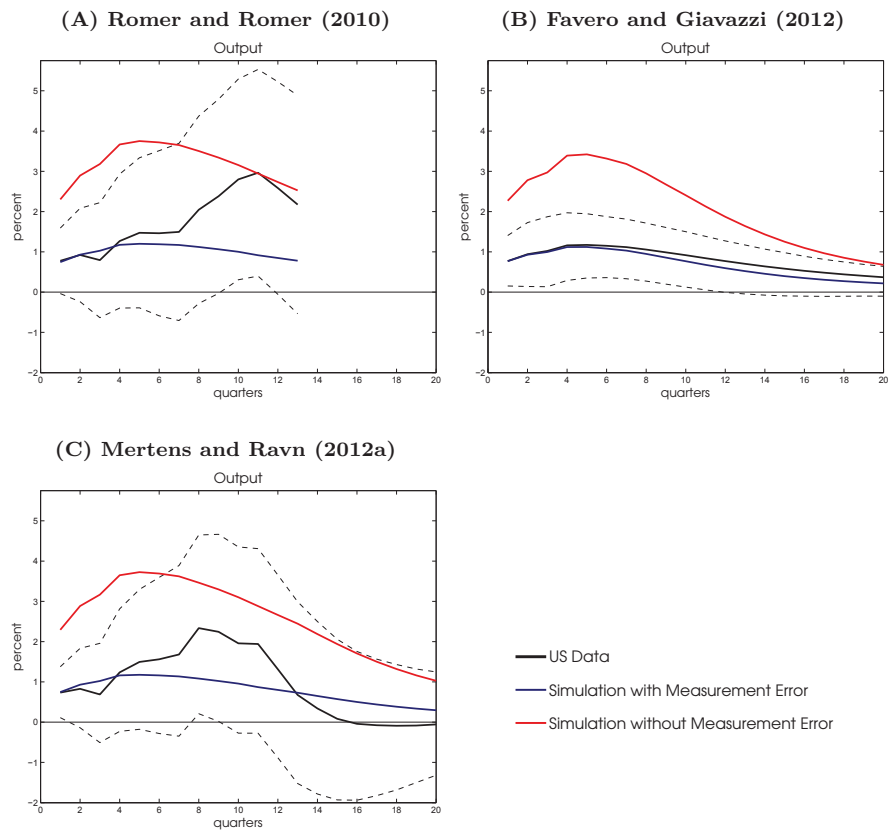 (A) Romer and Romer (2010)
Output
percent
5
4
3
2
1
0
−1
−2
0 2 4 6 8 10 12 14 16 18 20
quarters
(B) Favero and Giavazzi (2012)
Output
percent
5
4
3
2
1
0
−1
−2
0 2 4 6 8 10 12 14 16 18 20
quarters
(C) Mertens and Ravn (2012a)
Output
percent
5
4
3
2
1
0
−1
−2
0 2 4 6 8 10 12 14 16 18 20
quarters
US Data
Simulation with Measurement Error
Simulation without Measurement Error